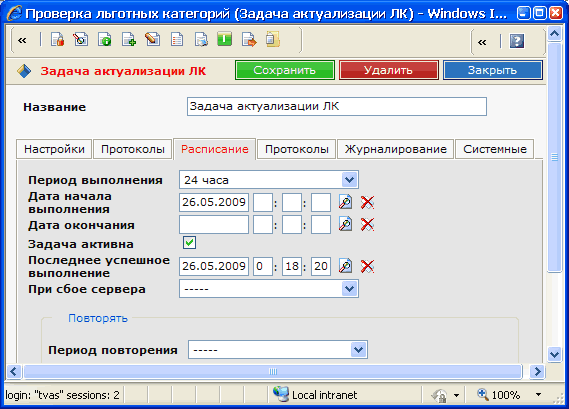 Проверка льготных категорий (Задача актуализации ЛК) - Windows I...
Задача актуализации ЛК
Сохранить
Удалить
Закрыть
Название
Задача актуализации ЛК
Настройки
Протоколы
Расписание
Протоколы
Журналирование
Системные
Период выполнения
24 часа
Дата начала
выполнения
26.05.2009 : :
Дата окончания
: :
Задача активна
Последнее успешное
выполнение
26.05.2009 0 : 18 : 20
При сбое сервера
-----
Повторять
Период повторения
-----
login: "tvas" sessions: 2
Local intranet
100%